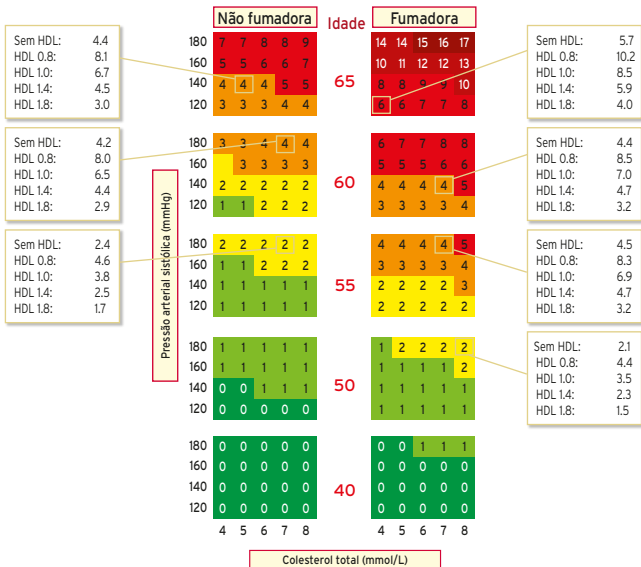 Não fumadora
Idade
Fumadora
Sem HDL: 4.4
HDL 0.8: 8.1
HDL 1.0: 6.7
HDL 1.4: 4.5
HDL 1.8: 3.0
180 7 7 8 8 9
160 5 5 6 6 7
140 4 4 4 5 5
120 3 3 3 4 4
65
14 14 15 16 17
10 11 12 12 13
8 8 9 9 10
6 6 7 7 8
Sem HDL: 5.7
HDL 0.8: 10.2
HDL 1.0: 8.5
HDL 1.4: 5.9
HDL 1.8: 4.0
Sem HDL: 4.2
HDL 0.8: 8.0
HDL 1.0: 6.5
HDL 1.4: 4.4
HDL 1.8: 2.9
180 3 3 4 4 4
160 3 3 3 3
140 2 2 2 2 2
120 1 1 2 2 2
60
6 7 7 8 8
5 5 5 6 6
4 4 4 4 5
3 3 3 3 4
Sem HDL: 4.4
HDL 0.8: 8.5
HDL 1.0: 7.0
HDL 1.4: 4.7
HDL 1.8: 3.2
Pressão arterial sistólica (mmHg)
Sem HDL: 2.4
HDL 0.8: 4.6
HDL 1.0: 3.8
HDL 1.4: 2.5
HDL 1.8: 1.7
180 2 2 2 2 2
160 1 1 2 2 2
140 1 1 1 1 1
120 1 1 1 1 1
55
4 4 4 4 5
3 3 3 3 4
2 2 2 2 3
2 2 2 2 2
Sem HDL: 4.5
HDL 0.8: 8.3
HDL 1.0: 6.9
HDL 1.4: 4.7
HDL 1.8: 3.2
180 1 1 1 1 1
160 1 1 1 1 1
140 0 0 1 1 1
120 0 0 0 1 1
50
1 2 2 2 2
1 1 1 1 2
1 1 1 1 1
1 1 1 1 1
Sem HDL: 2.1
HDL 0.8: 4.4
HDL 1.0: 3.5
HDL 1.4: 2.3
HDL 1.8: 1.5
180 0 0 0 0 0
160 0 0 0 0 0
140 0 0 0 0 0
120 0 0 0 0 0
40
0 0 1 1 1
0 0 0 0 0
0 0 0 0 0
0 0 0 0 0
4 5 6 7 8
4 5 6 7 8
Colesterol total (mmol/L)